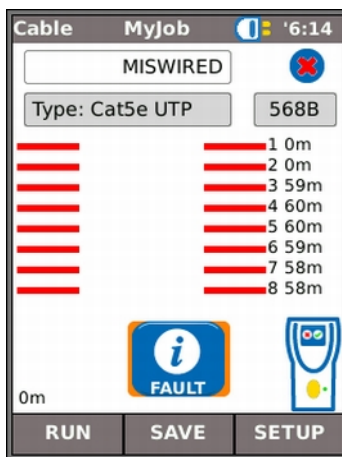 Cable MyJob '6:14
MISWIRED
Type: Cat5e UTP 568B
1 0m
2 0m
3 59m
4 60m
5 60m
6 59m
7 58m
8 58m
i
FAULT
0m
RUN SAVE SETUP